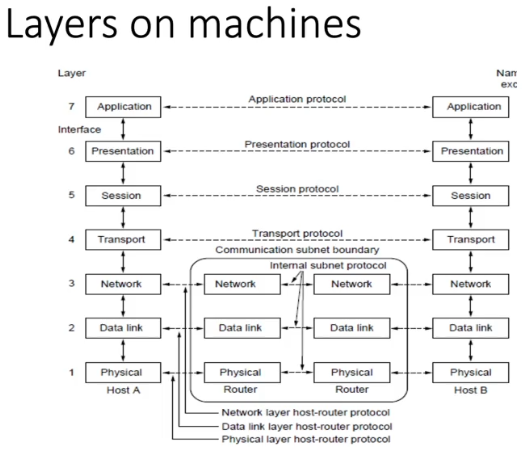 Layers on machines
Layer
Nam
exc
7 Application Application protocol Application
Interface
6 Presentation Presentation protocol Presentation
5 Session Session protocol Session
4 Transport Transport protocol Transport
Communication subnet boundary
Internal subnet protocol
3 Network Network Network Network
2 Data link Data link Data link Data link
1 Physical Physical Physical Physical
Host A Router Router Host B
Network layer host-router protocol
Data link layer host-router protocol
Physical layer host-router protocol